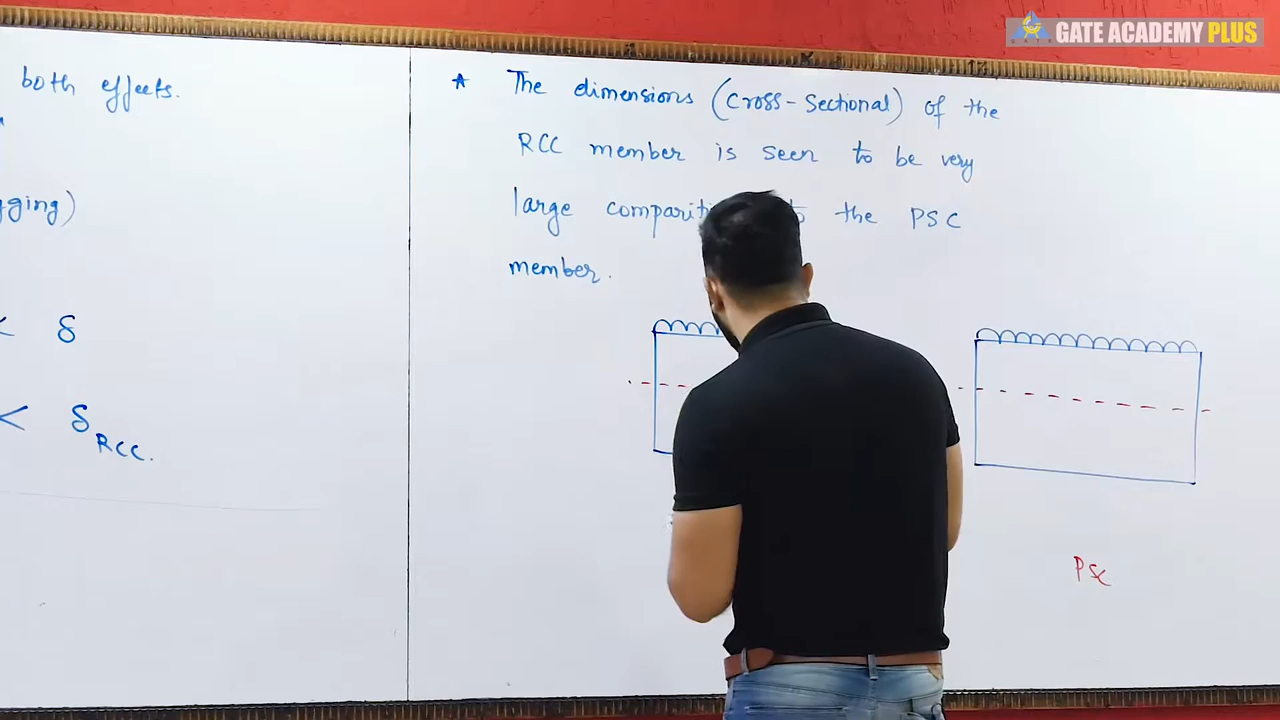 GATE ACADEMY PLUS
both effects.
gging)
< δ
< δ RCC.
★ The dimensions (cross-sectional) of the
RCC member is seen to be very
large to the PSC
member.
PSC